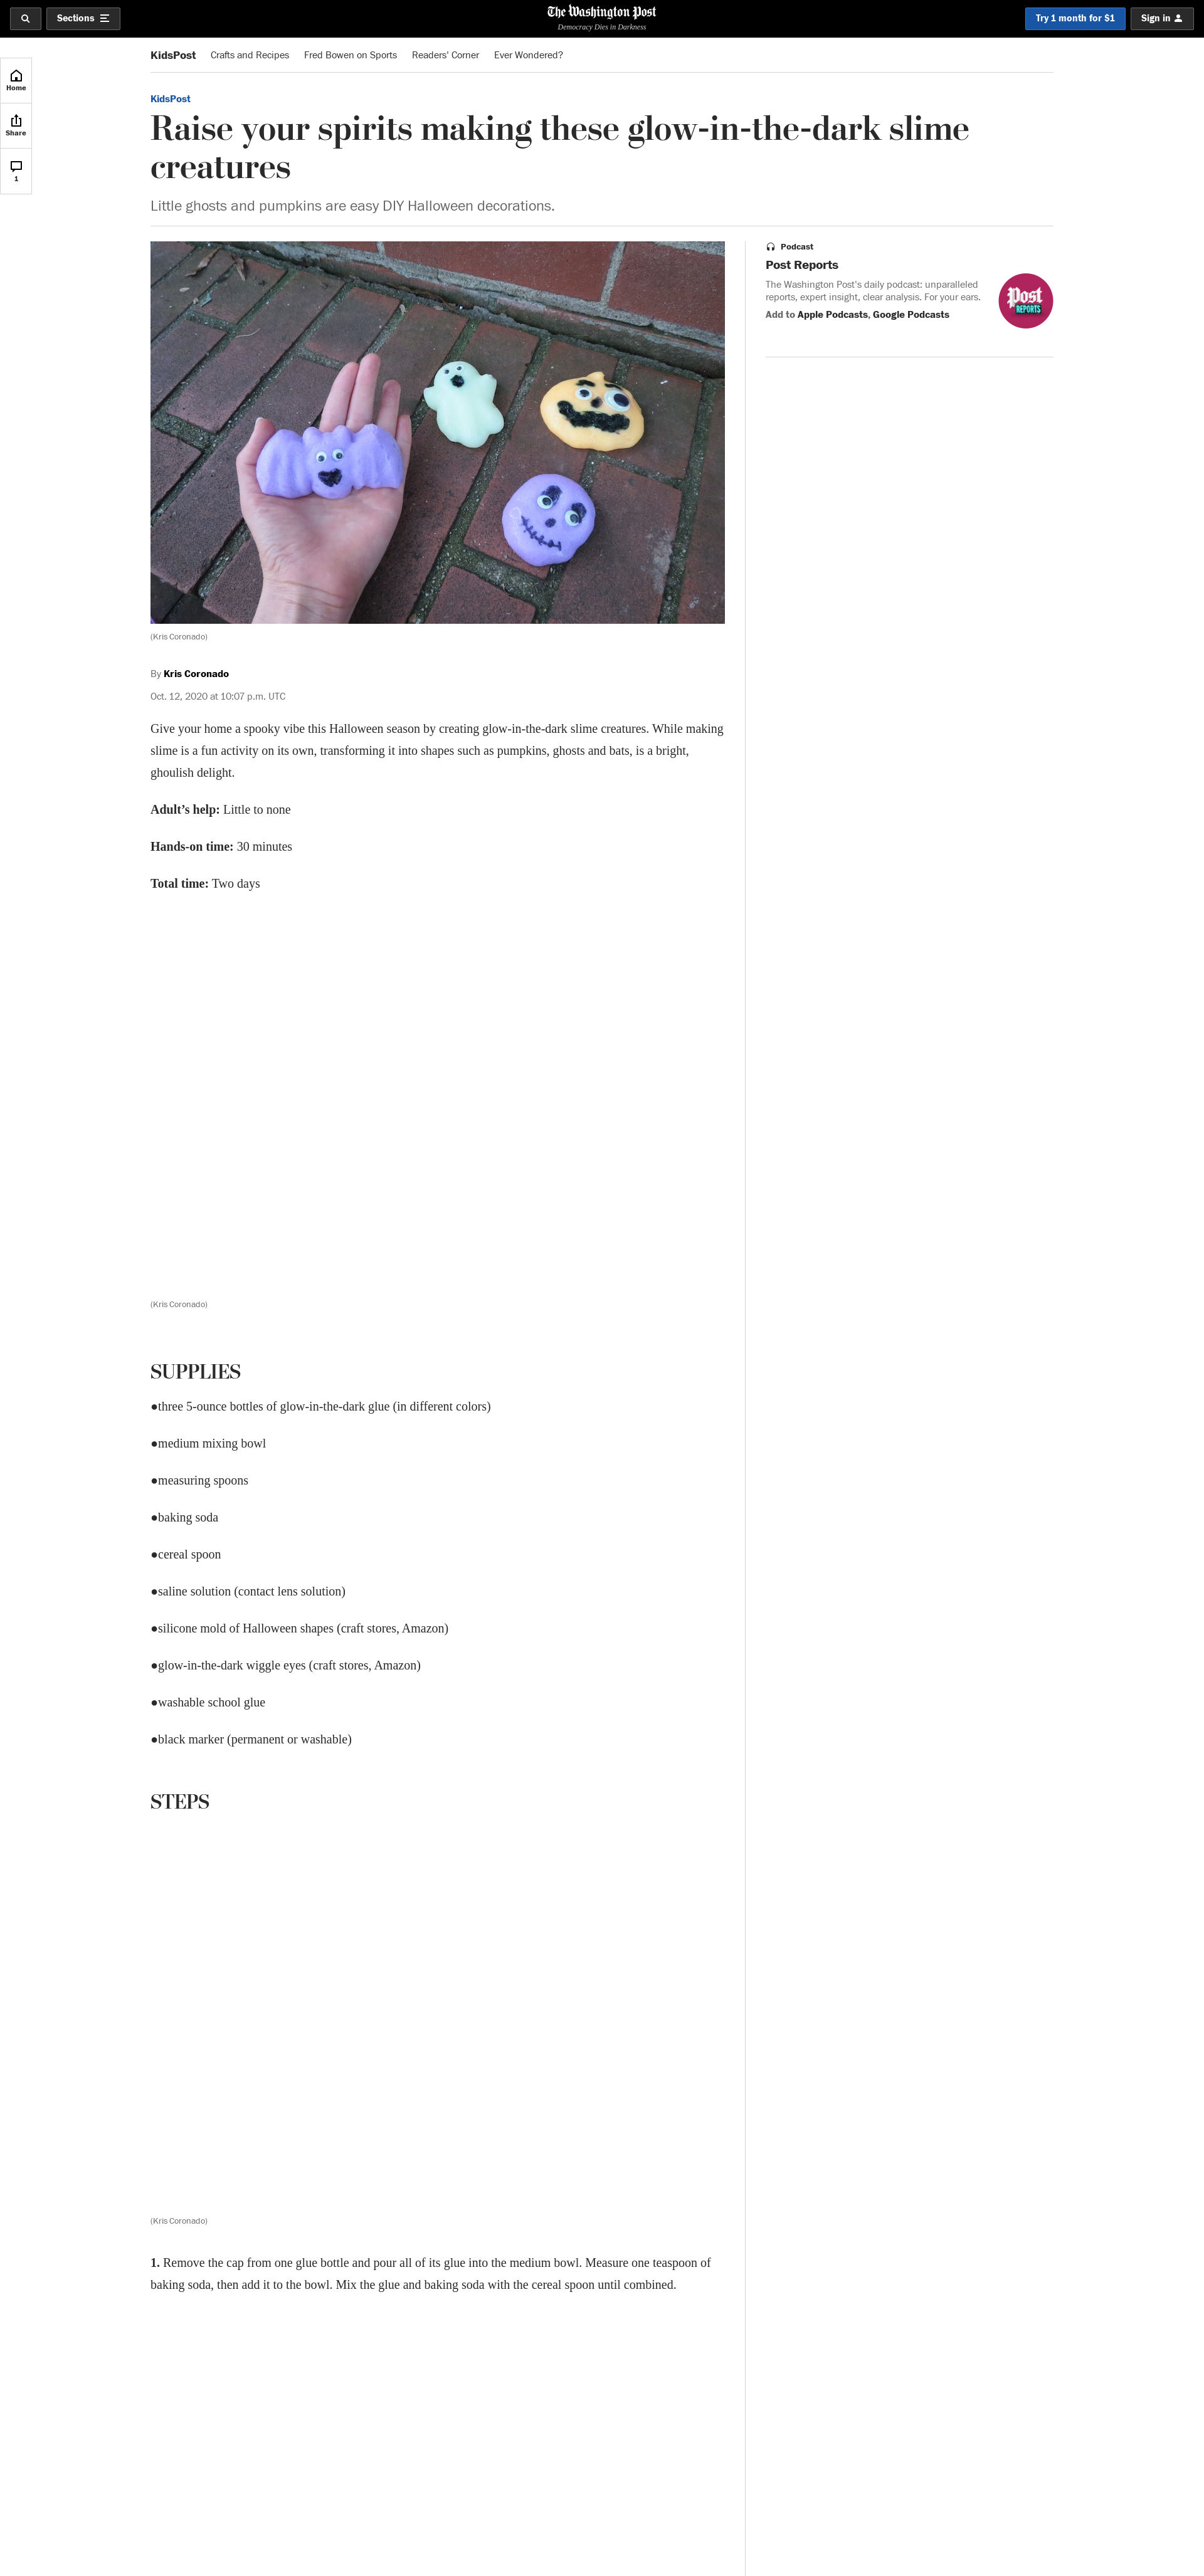 Sections
The Washington Post
Democracy Dies in Darkness
Try 1 month for $1
Sign in
Home
Share
1
KidsPost
Crafts and Recipes
Fred Bowen on Sports
Readers' Corner
Ever Wondered?
KidsPost
Raise your spirits making these glow-in-the-dark slime
creatures
Little ghosts and pumpkins are easy DIY Halloween decorations.
(Kris Coronado)
By Kris Coronado
Oct. 12, 2020 at 10:07 p.m. UTC
Give your home a spooky vibe this Halloween season by creating glow-in-the-dark slime creatures. While making
slime is a fun activity on its own, transforming it into shapes such as pumpkins, ghosts and bats, is a bright,
ghoulish delight.
Adult’s help: Little to none
Hands-on time: 30 minutes
Total time: Two days
(Kris Coronado)
SUPPLIES
●three 5-ounce bottles of glow-in-the-dark glue (in different colors)
●medium mixing bowl
●measuring spoons
●baking soda
●cereal spoon
●saline solution (contact lens solution)
●silicone mold of Halloween shapes (craft stores, Amazon)
●glow-in-the-dark wiggle eyes (craft stores, Amazon)
●washable school glue
●black marker (permanent or washable)
STEPS
(Kris Coronado)
1. Remove the cap from one glue bottle and pour all of its glue into the medium bowl. Measure one teaspoon of
baking soda, then add it to the bowl. Mix the glue and baking soda with the cereal spoon until combined.
Podcast
Post Reports
The Washington Post's daily podcast: unparalleled
reports, expert insight, clear analysis. For your ears.
Add to Apple Podcasts, Google Podcasts
Post
REPORTS